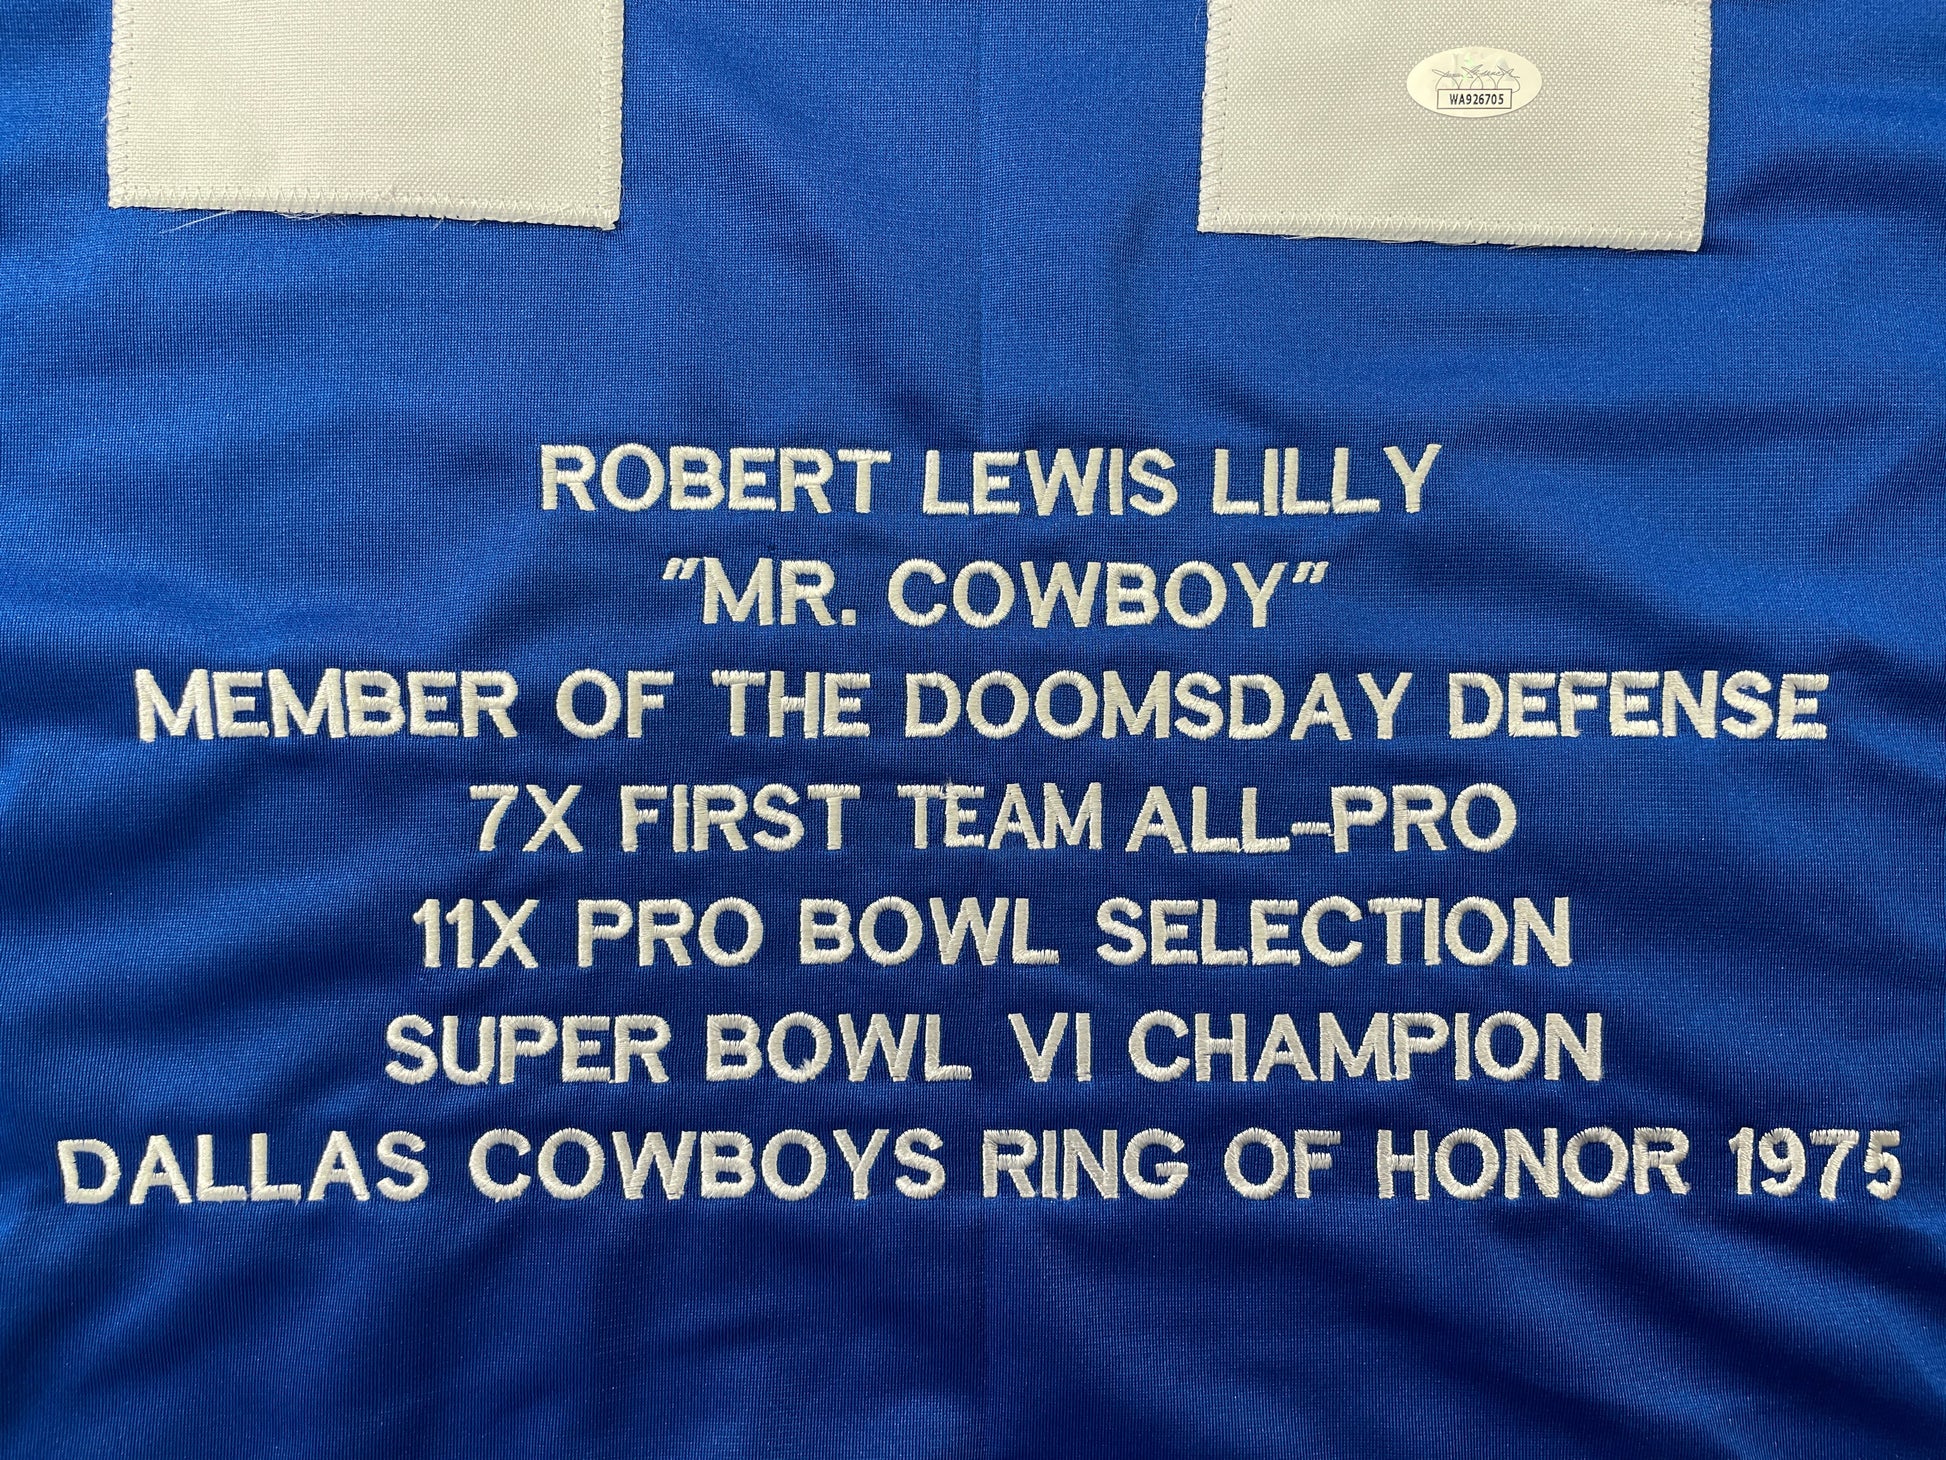 WA926705
ROBERT LEWIS LILLY
"MR. COWBOY"
MEMBER OF THE DOOMSDAY DEFENSE
7X FIRST TEAM ALL-PRO
11X PRO BOWL SELECTION
SUPER BOWL VI CHAMPION
DALLAS COWBOYS RING OF HONOR 1975